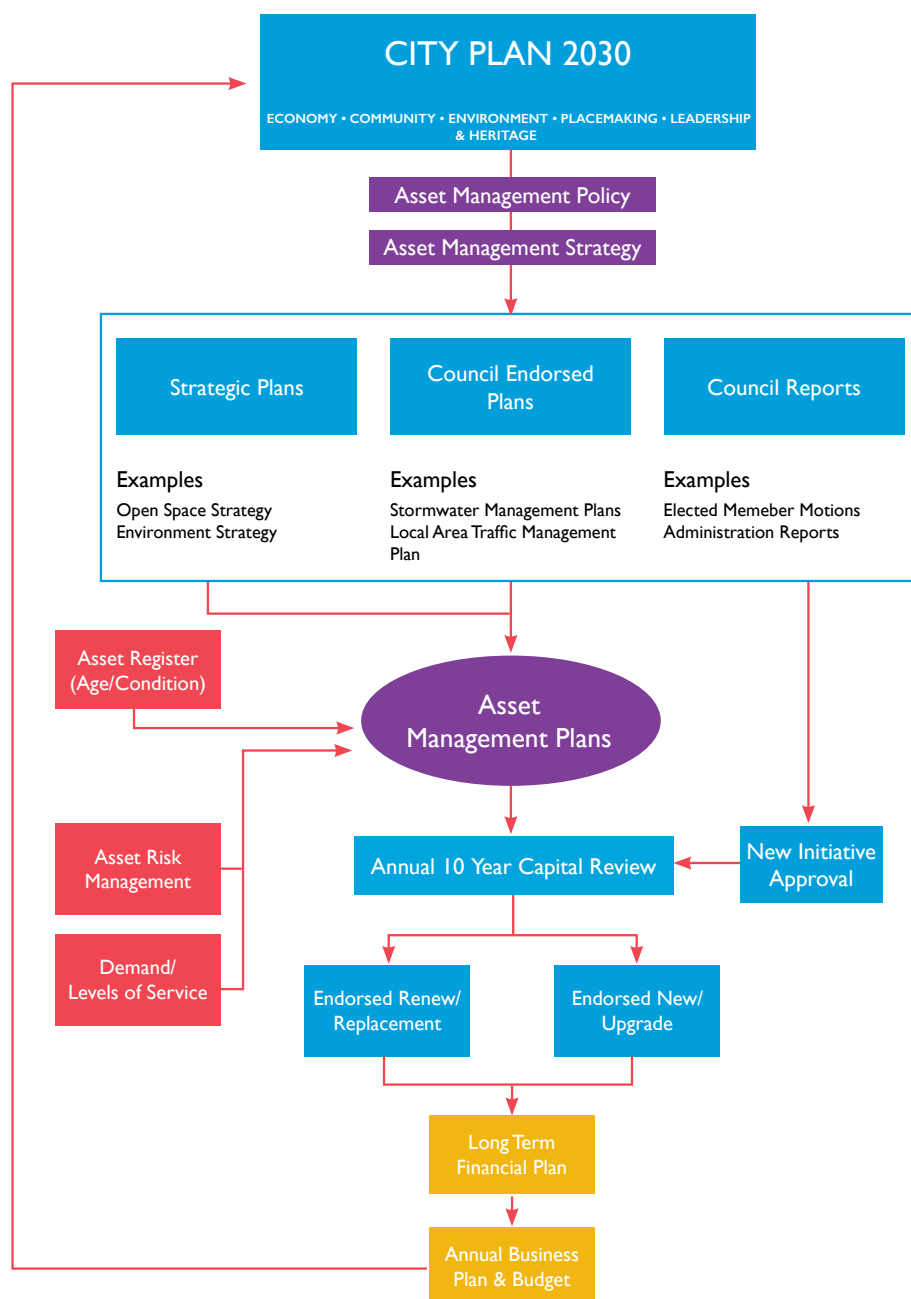 CITY PLAN 2030
ECONOMY • COMMUNITY • ENVIRONMENT • PLACEMAKING • LEADERSHIP
& HERITAGE
Asset Management Policy
Asset Management Strategy
Strategic Plans
Council Endorsed
Plans
Council Reports
Examples
Open Space Strategy
Environment Strategy
Examples
Stormwater Management Plans
Local Area Traffic Management
Plan
Examples
Elected Memeber Motions
Administration Reports
Asset Register
(Age/Condition)
Asset
Management Plans
Asset Risk
Management
Annual 10 Year Capital Review
New Initiative
Approval
Demand/
Levels of Service
Endorsed Renew/
Replacement
Endorsed New/
Upgrade
Long Term
Financial Plan
Annual Business
Plan & Budget